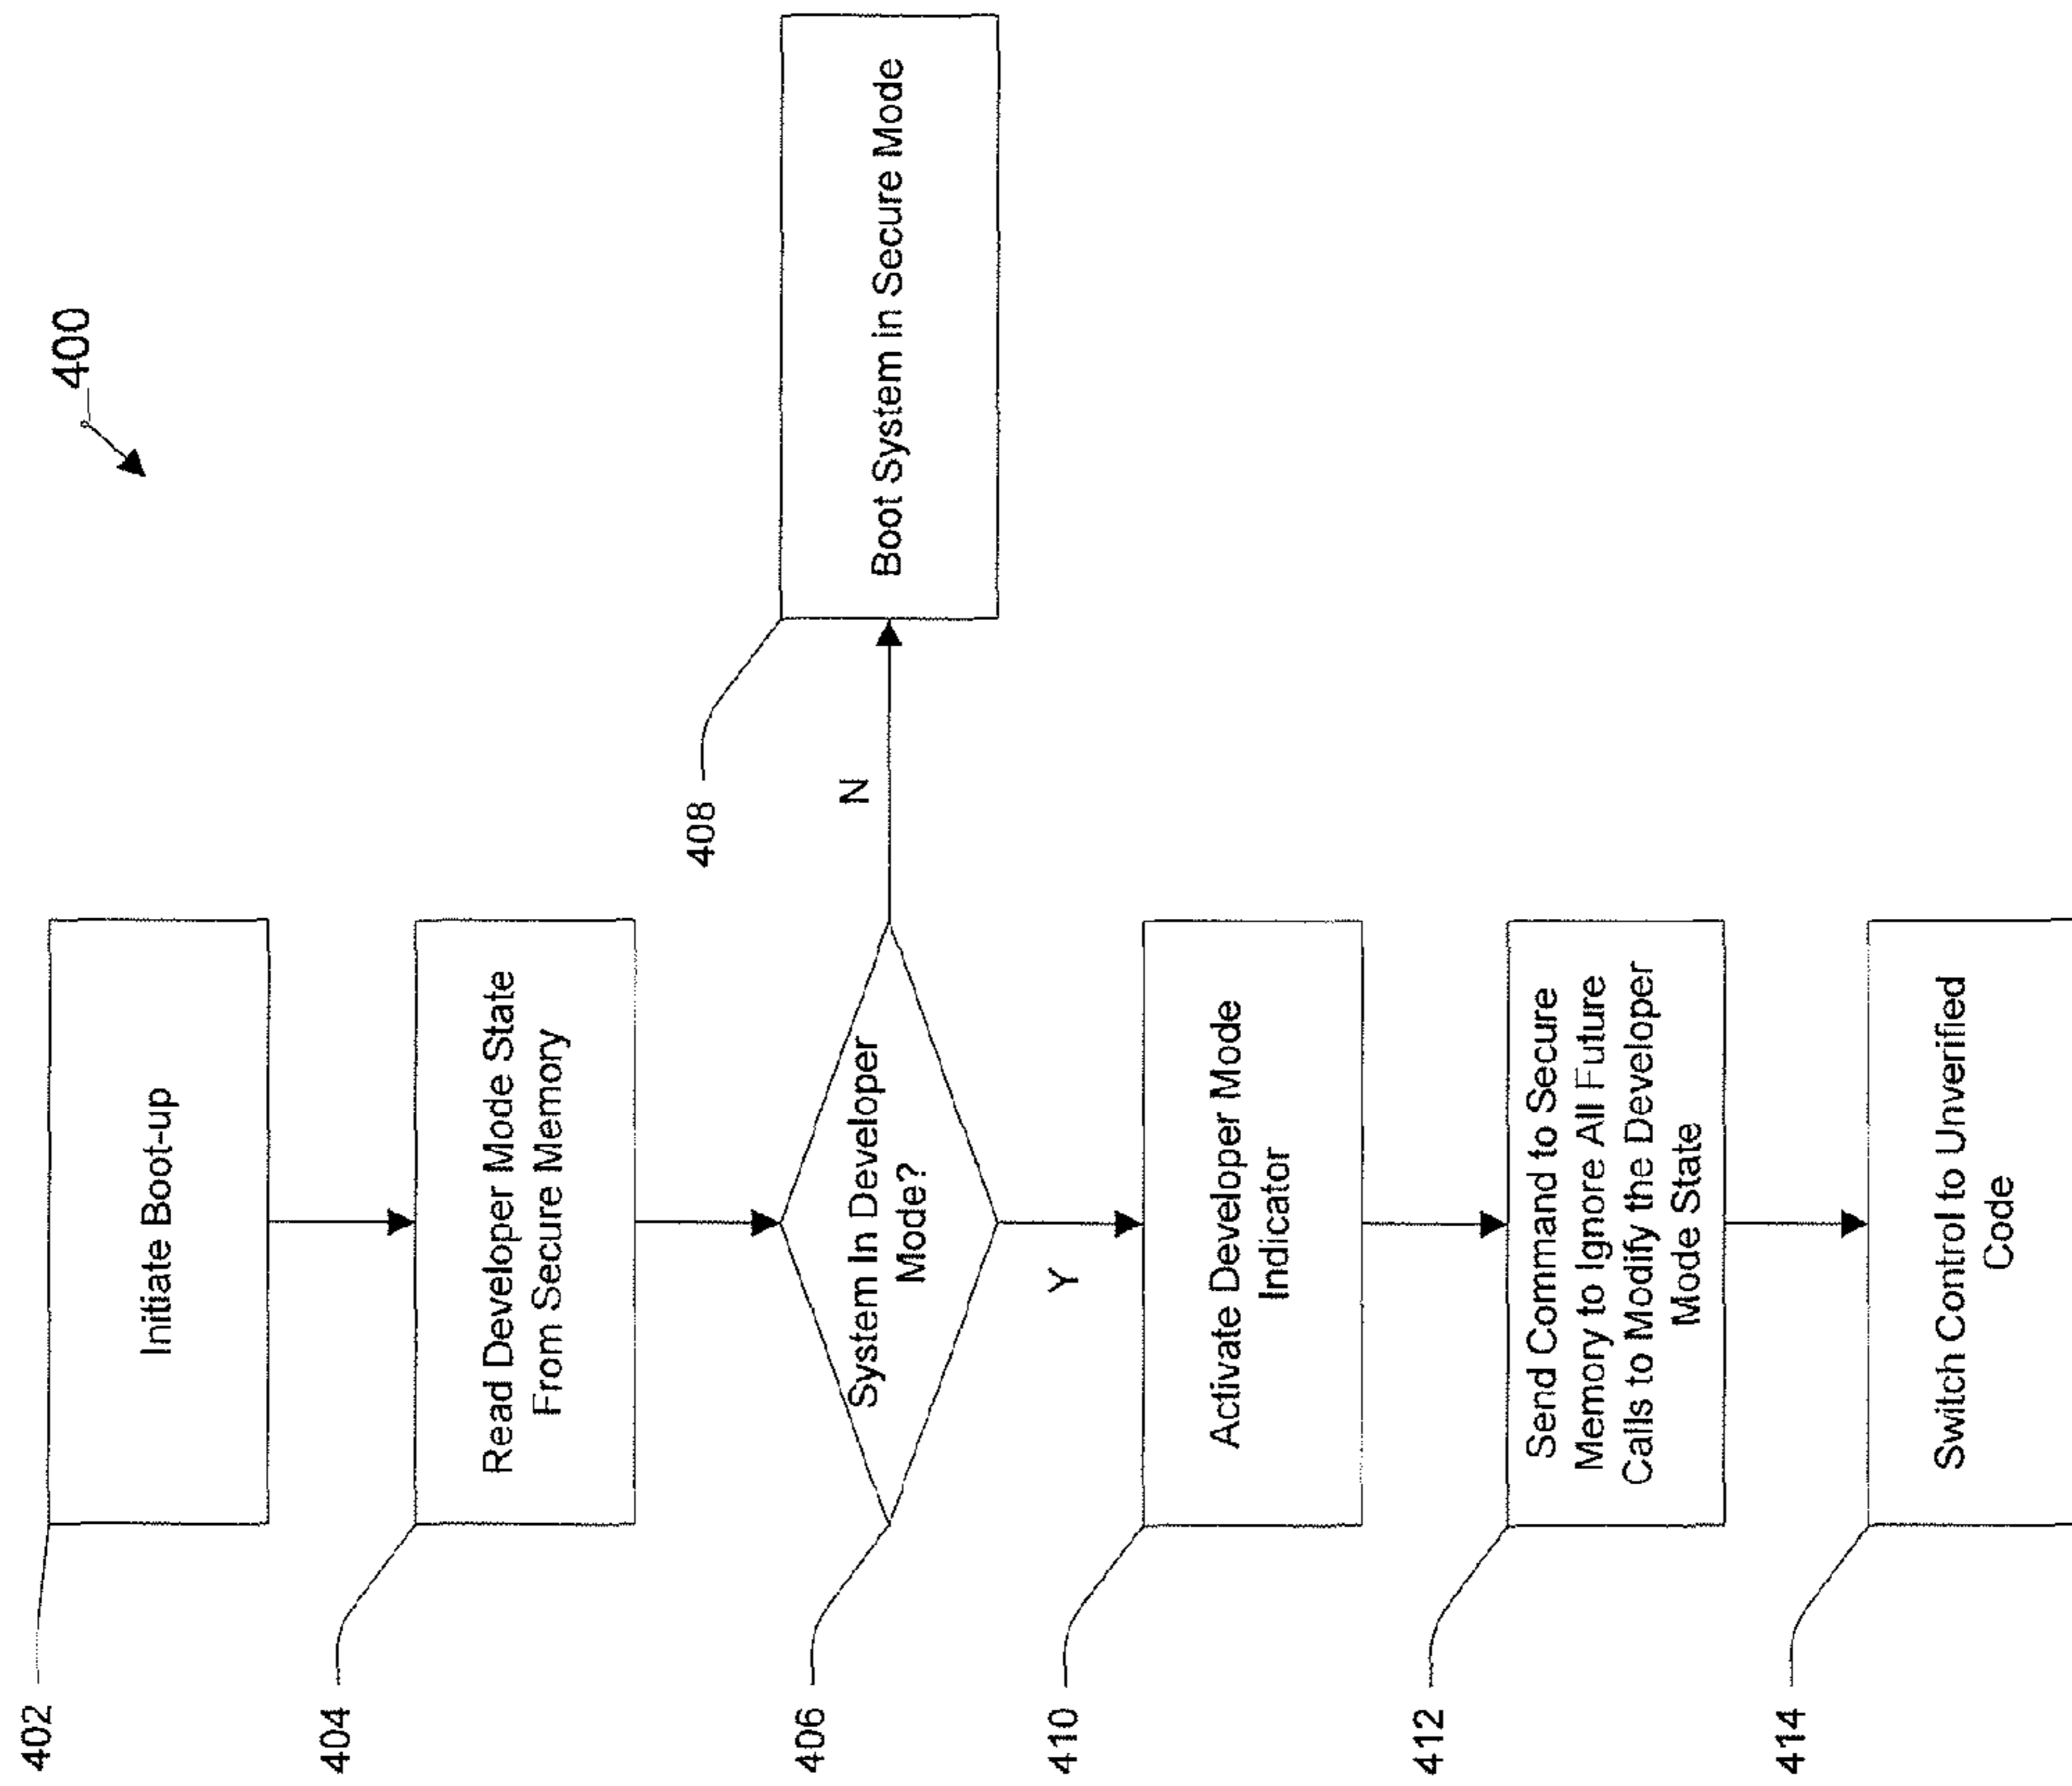 400
402
Initiate Boot-up
404
Read Developer Mode State
From Secure Memory
406
System In Developer
Mode?
N
408
Boot System in Secure Mode
Y
410
Activate Developer Mode
Indicator
412
Send Command to Secure
Memory to Ignore All Future
Calls to Modify the Developer
Mode State
414
Switch Control to Unverified
Code